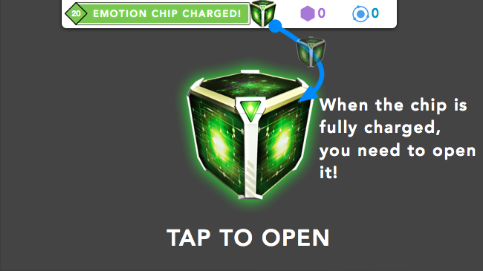 20 EMOTION CHIP CHARGED! 0 0
When the chip is
fully charged,
you need to open
it!
TAP TO OPEN